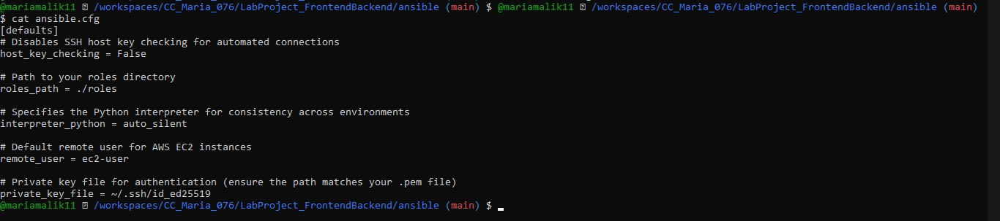 @mariamalik11 /workspaces/CC_Maria_076/LabProject_FrontendBackend/ansible (main) $ @mariamalik11 /workspaces/CC_Maria_076/LabProject_FrontendBackend/ansible (main)
$ cat ansible.cfg
[defaults]
# Disables SSH host key checking for automated connections
host_key_checking = False
# Path to your roles directory
roles_path = ./roles
# Specifies the Python interpreter for consistency across environments
interpreter_python = auto_silent
# Default remote user for AWS EC2 instances
remote_user = ec2-user
# Private key file for authentication (ensure the path matches your .pem file)
private_key_file = ~/.ssh/id_ed25519
@mariamalik11 /workspaces/CC_Maria_076/LabProject_FrontendBackend/ansible (main) $